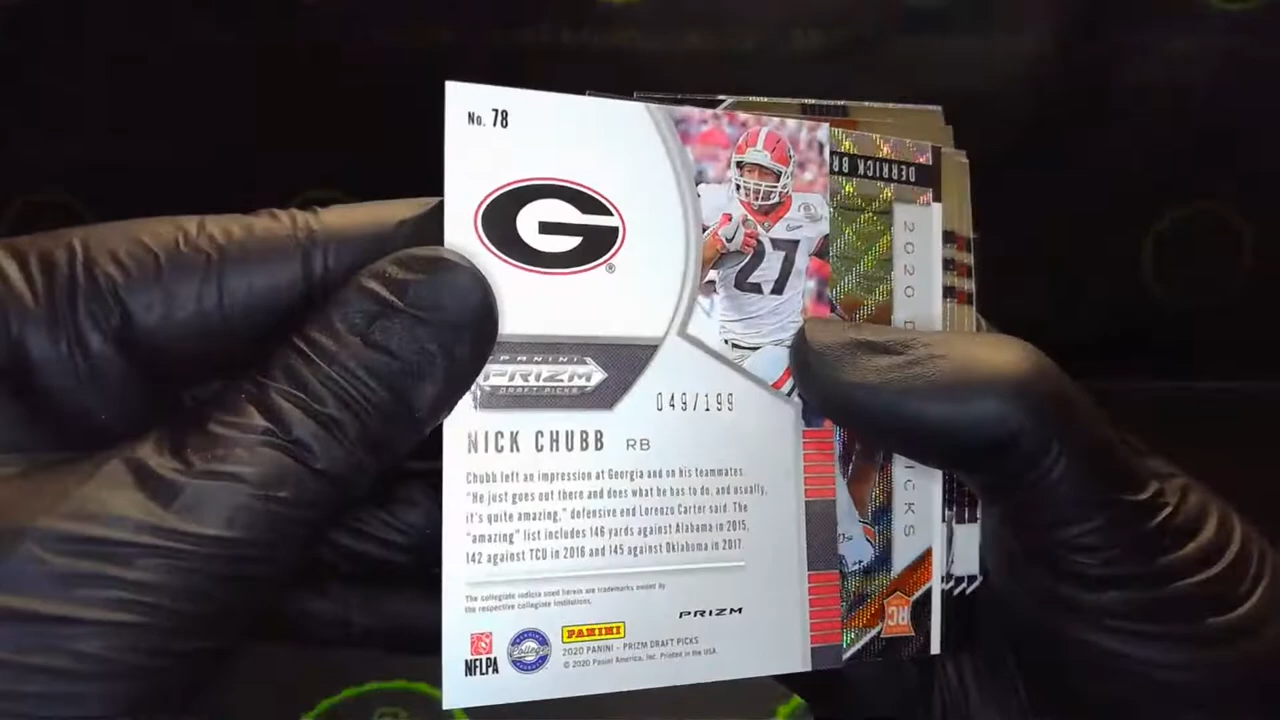 No. 78
G
®
27
PANINI
PRIZM
DRAFT PICKS
049/199
NICK CHUBB RB
Chubb left an impression at Georgia and on his teammates.
"He just goes out there and does what he has to do, and usually,
it's quite amazing," defensive end Lorenzo Carter said. The
"amazing" list includes 146 yards against Alabama in 2015,
142 against TCU in 2016 and 145 against Oklahoma in 2017.
The collegiate indicia used herein are trademarks owned by
the respective collegiate institutions.
PRIZM
NFLPA
College
PANINI
2020 PANINI - PRIZM DRAFT PICKS
© 2020 Panini America, Inc. Printed in the USA.
DERRICK BR
2020 D
ICKS
RC